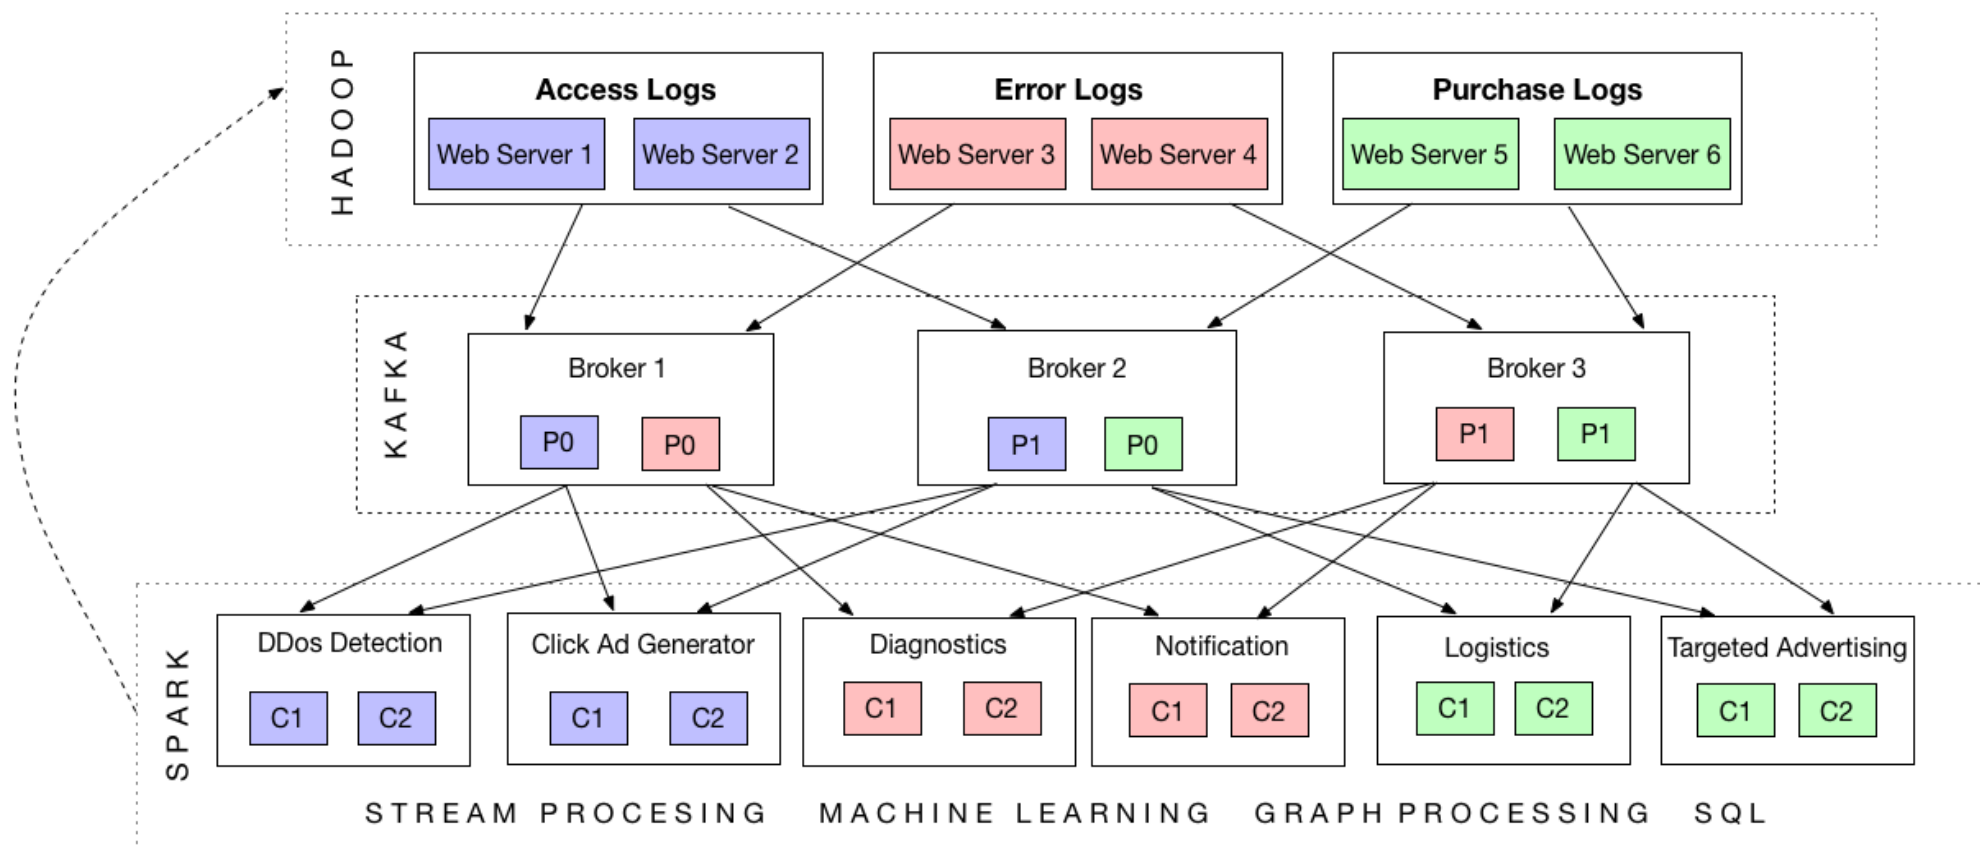 HADOOP
Access Logs
Web Server 1
Web Server 2
Error Logs
Web Server 3
Web Server 4
Purchase Logs
Web Server 5
Web Server 6
KAFKA
Broker 1
P0
P0
Broker 2
P1
P0
Broker 3
P1
P1
SPARK
DDos Detection
C1
C2
Click Ad Generator
C1
C2
Diagnostics
C1
C2
Notification
C1
C2
Logistics
C1
C2
Targeted Advertising
C1
C2
STREAM PROCESING MACHINE LEARNING GRAPH PROCESSING SQL